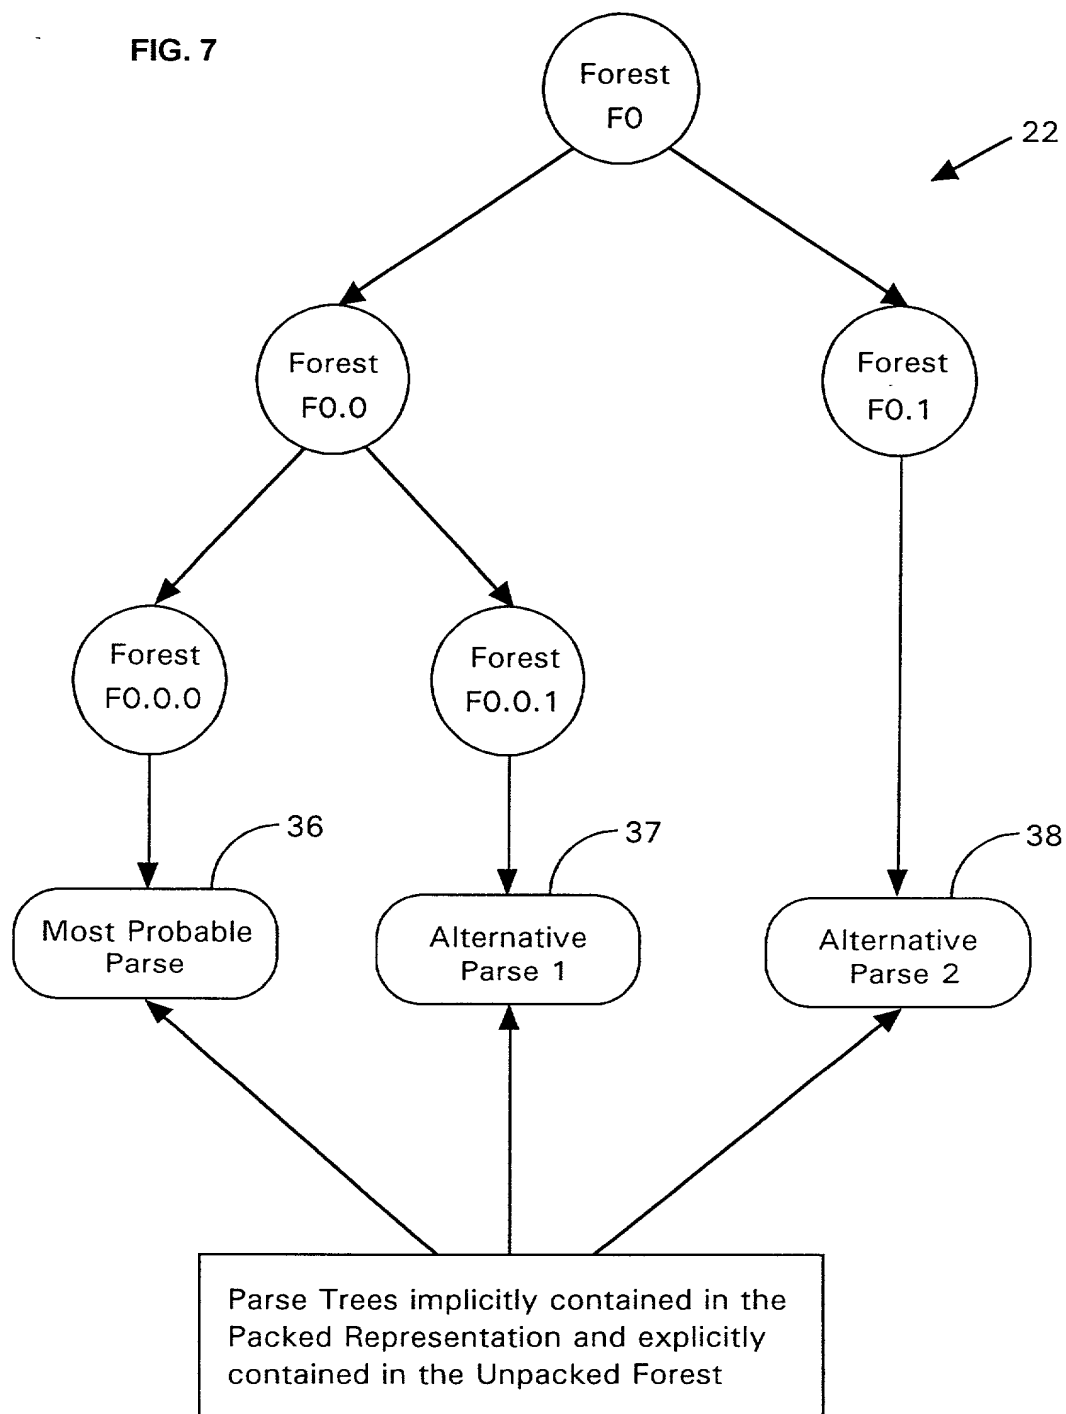 FIG. 7
Forest
F0
22
Forest
F0.0
Forest
F0.1
Forest
F0.0.0
Forest
F0.0.1
36
37
38
Most Probable
Parse
Alternative
Parse 1
Alternative
Parse 2
Parse Trees implicitly contained in the
Packed Representation and explicitly
contained in the Unpacked Forest